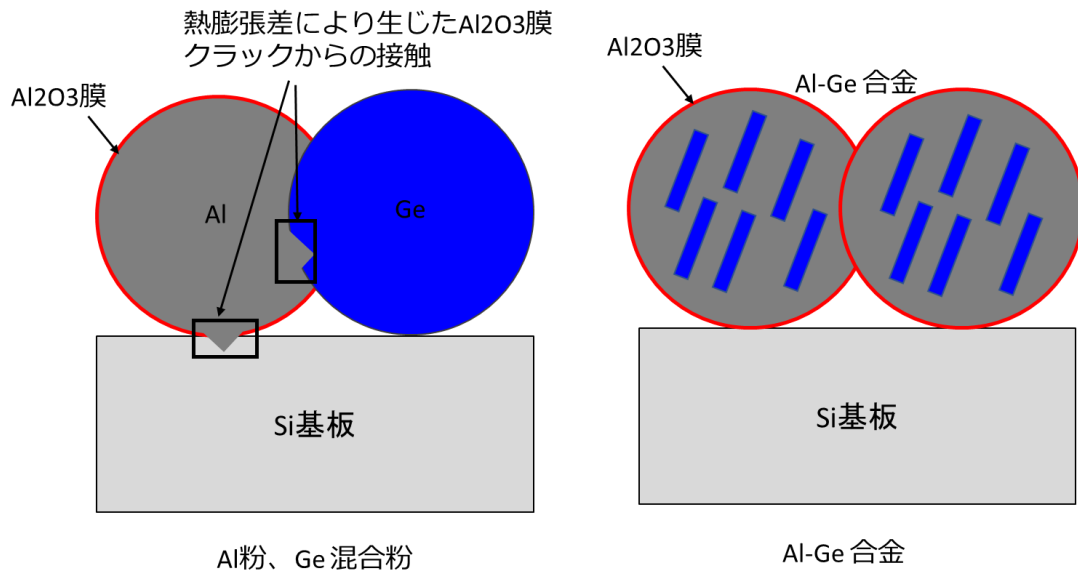 熱膨張差により生じたAl2O3膜
クラックからの接触
Al2O3膜
Al
Ge
Si基板
Al粉、Ge 混合粉
Al2O3膜
Al-Ge 合金
Si基板
Al-Ge 合金